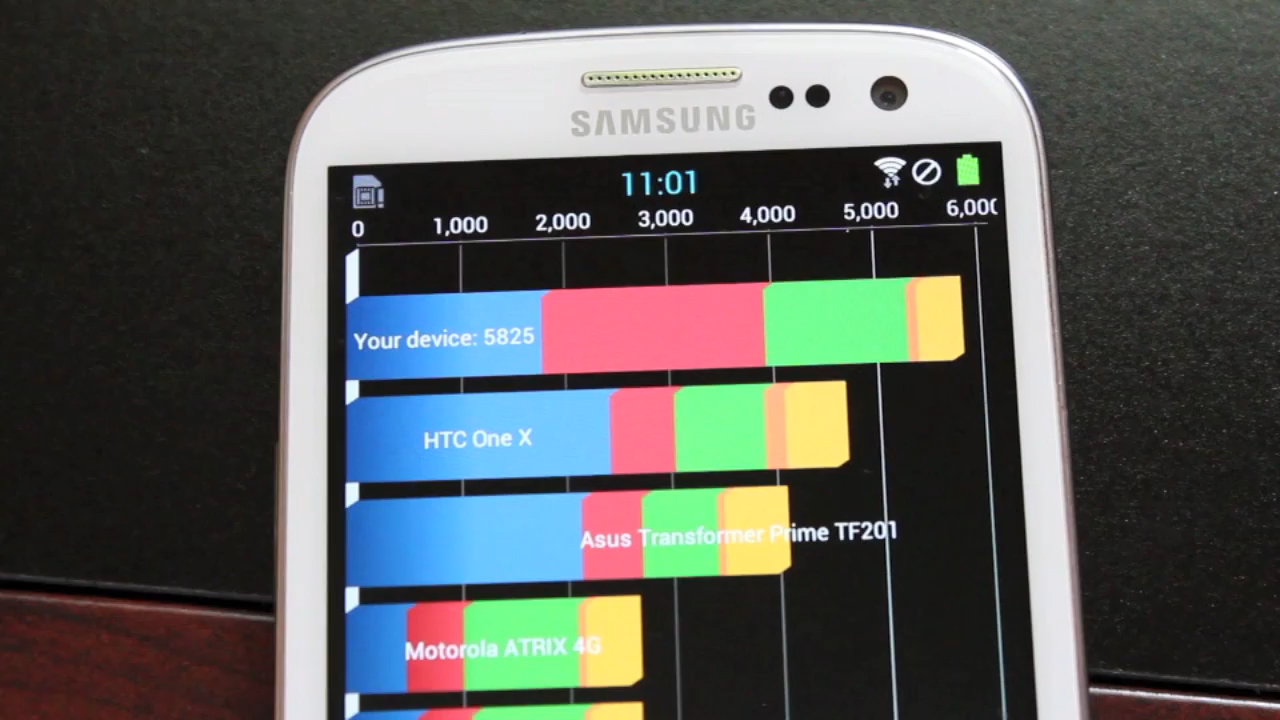 SAMSUNG
11:01
0 1,000 2,000 3,000 4,000 5,000 6,000
Your device: 5825
HTC One X
Asus Transformer Prime TF201
Motorola ATRIX 4G